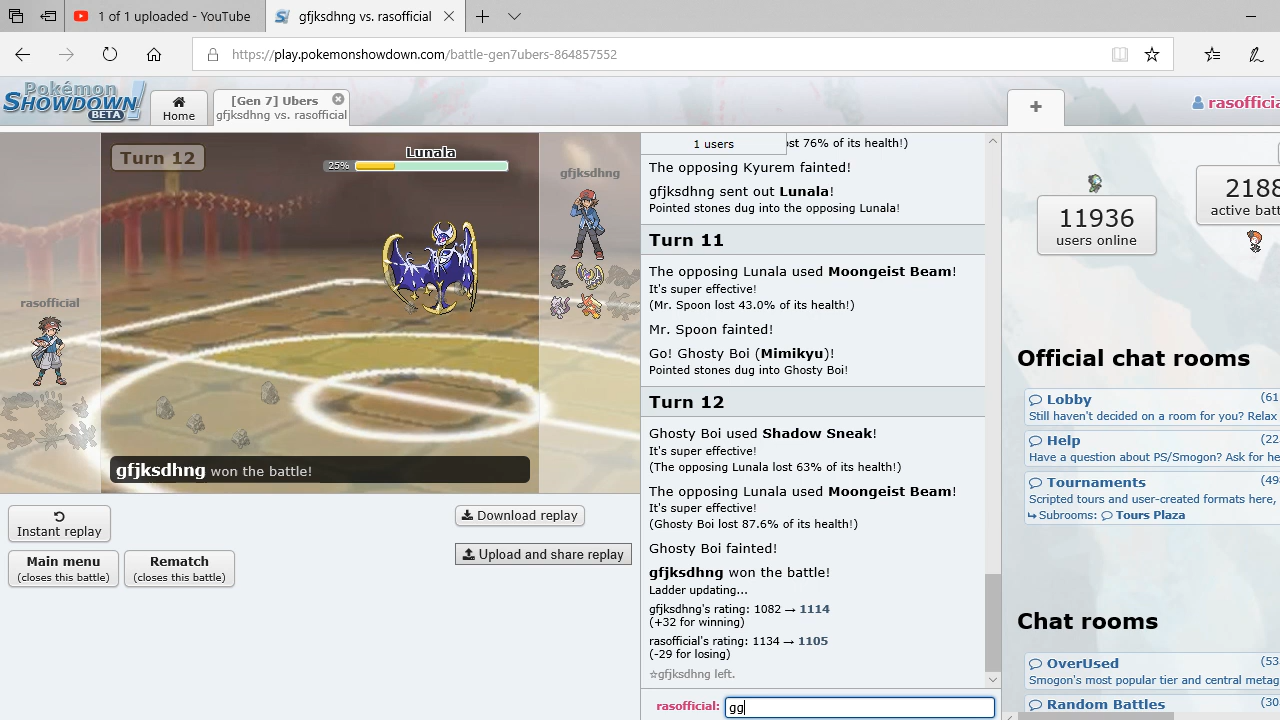 1 of 1 uploaded - YouTube
gfjksdhng vs. rasofficial
https://play.pokemonshowdown.com/battle-gen7ubers-864857552
Pokémon
SHOWDOWN!
BETA
Home
[Gen 7] Ubers
gfjksdhng vs. rasofficial
+
rasofficia
Turn 12
Lunala
25%
gfjksdhng
rasofficial
gfjksdhng won the battle!
Instant replay
Download replay
Upload and share replay
Main menu
(closes this battle)
Rematch
(closes this battle)
1 users
ost 76% of its health!)
The opposing Kyurem fainted!
gfjksdhng sent out Lunala!
Pointed stones dug into the opposing Lunala!
Turn 11
The opposing Lunala used Moongeist Beam!
It's super effective!
(Mr. Spoon lost 43.0% of its health!)
Mr. Spoon fainted!
Go! Ghosty Boi (Mimikyu)!
Pointed stones dug into Ghosty Boi!
Turn 12
Ghosty Boi used Shadow Sneak!
It's super effective!
(The opposing Lunala lost 63% of its health!)
The opposing Lunala used Moongeist Beam!
It's super effective!
(Ghosty Boi lost 87.6% of its health!)
Ghosty Boi fainted!
gfjksdhng won the battle!
Ladder updating...
gfjksdhng's rating: 1082 → 1114
(+32 for winning)
rasofficial's rating: 1134 → 1105
(-29 for losing)
☆gfjksdhng left.
rasofficial: gg
11936
users online
2188
active batt
Official chat rooms
Lobby (61
Still haven't decided on a room for you? Relax
Help (22
Have a question about PS/Smogon? Ask for he
Tournaments (49
Scripted tours and user-created formats here,
↳Subrooms: Tours Plaza
Chat rooms
OverUsed (53
Smogon's most popular tier and central metag
Random Battles (30